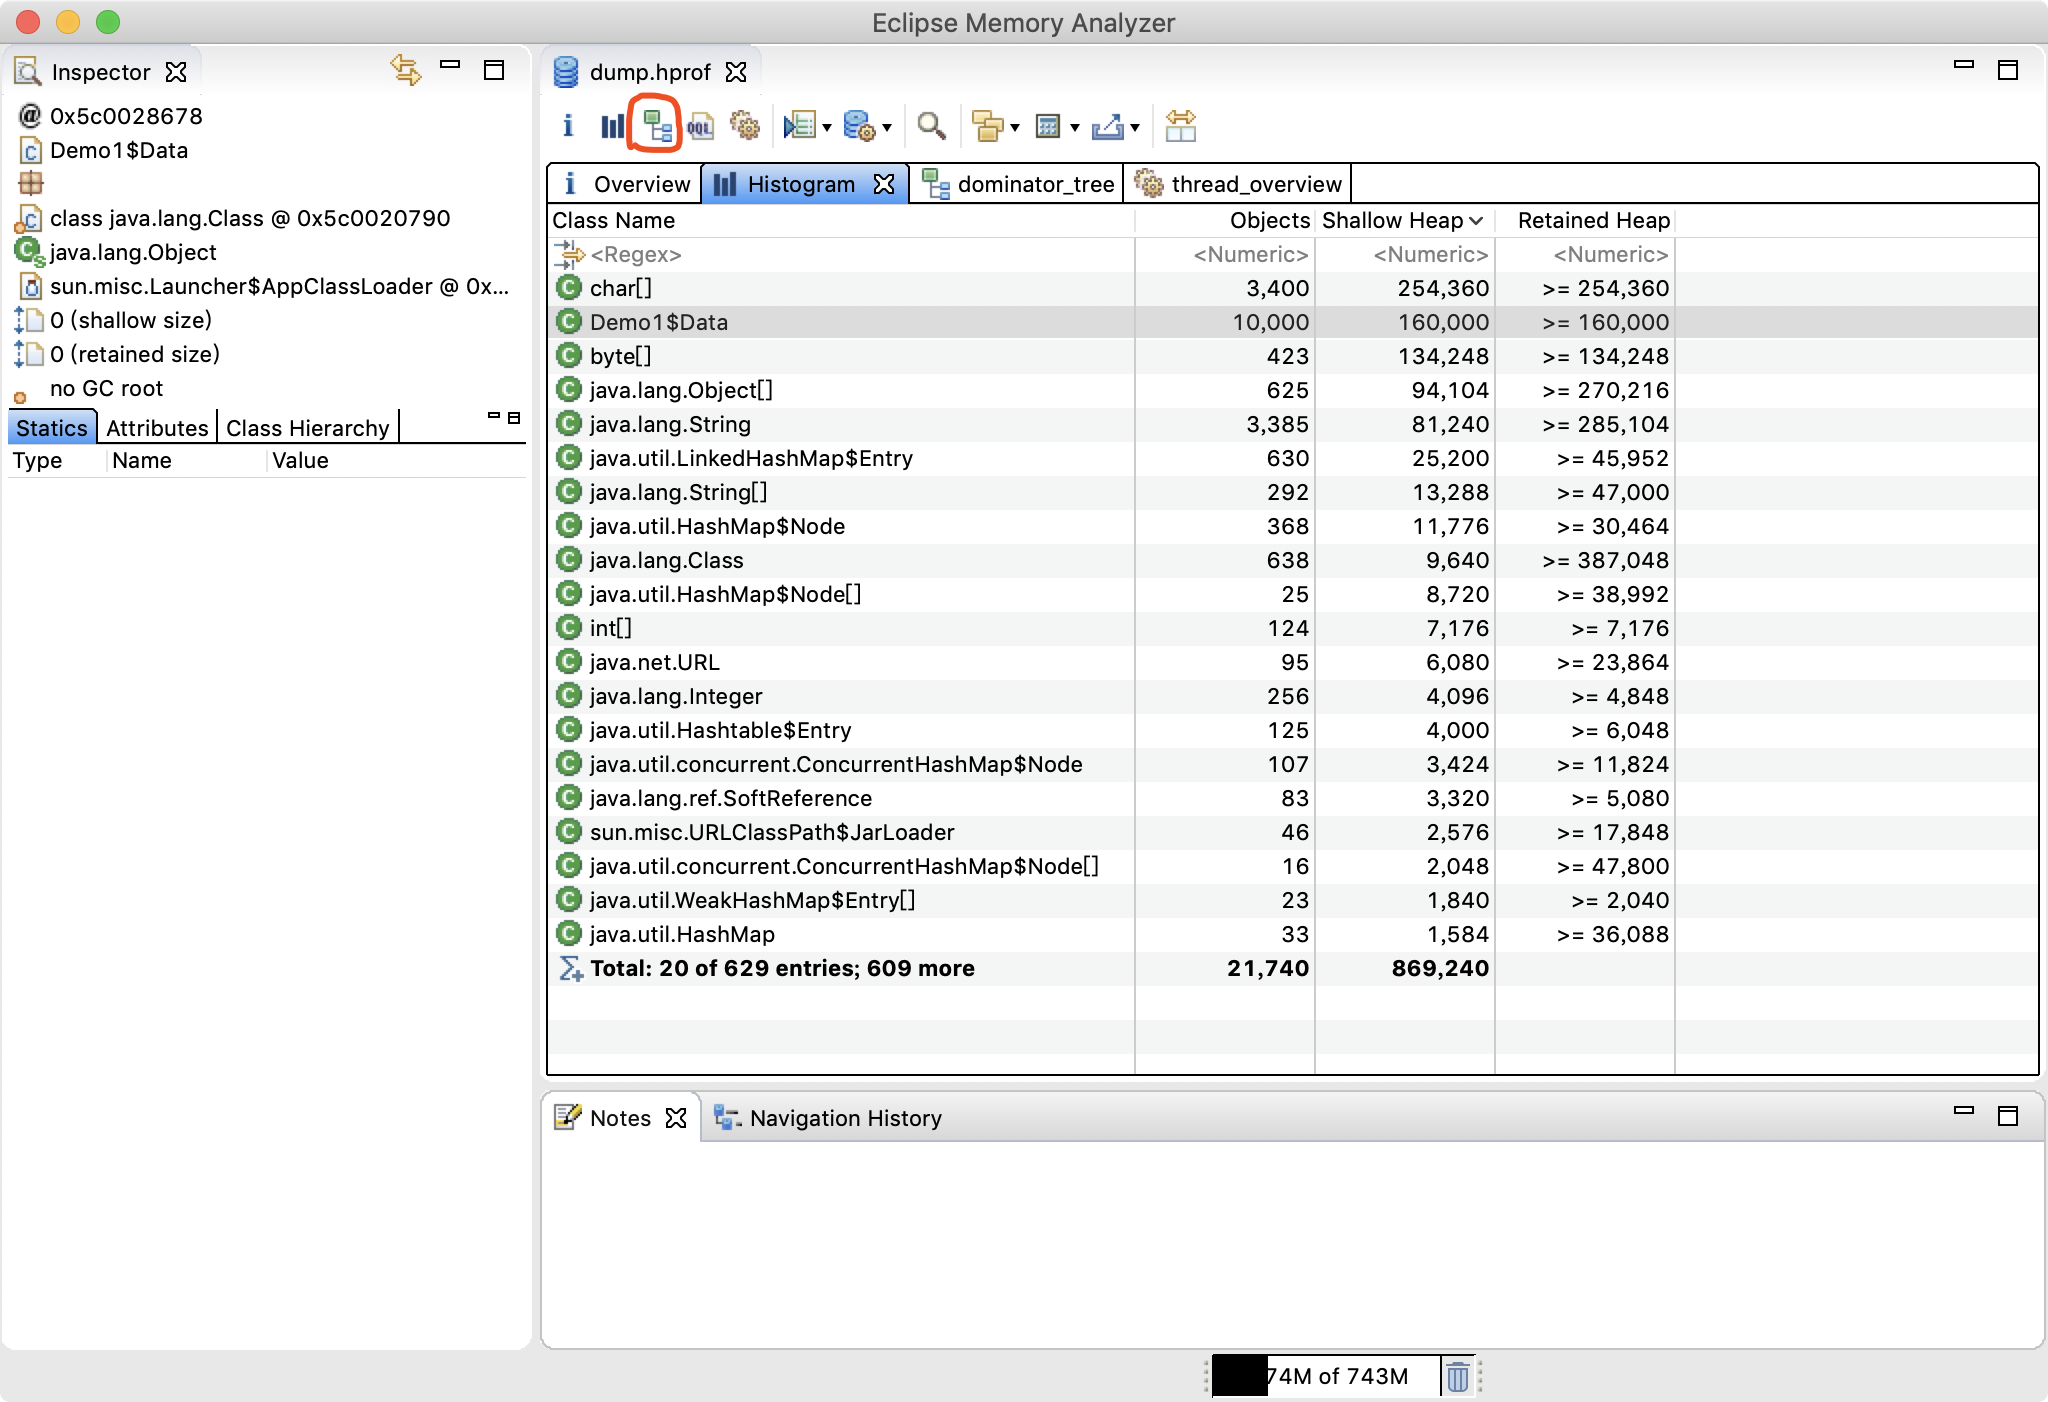 Eclipse Memory Analyzer
Inspector
@ 0x5c0028678
Demo1$Data
class java.lang.Class @ 0x5c0020790
java.lang.Object
sun.misc.Launcher$AppClassLoader @ 0x...
0 (shallow size)
0 (retained size)
no GC root
Statics Attributes Class Hierarchy
Type Name Value
dump.hprof
i OQL
i Overview Histogram dominator_tree thread_overview
Class Name Objects Shallow Heap Retained Heap
<Regex> <Numeric> <Numeric> <Numeric>
C char[] 3,400 254,360 >= 254,360
C Demo1$Data 10,000 160,000 >= 160,000
C byte[] 423 134,248 >= 134,248
C java.lang.Object[] 625 94,104 >= 270,216
C java.lang.String 3,385 81,240 >= 285,104
C java.util.LinkedHashMap$Entry 630 25,200 >= 45,952
C java.lang.String[] 292 13,288 >= 47,000
C java.util.HashMap$Node 368 11,776 >= 30,464
C java.lang.Class 638 9,640 >= 387,048
C java.util.HashMap$Node[] 25 8,720 >= 38,992
C int[] 124 7,176 >= 7,176
C java.net.URL 95 6,080 >= 23,864
C java.lang.Integer 256 4,096 >= 4,848
C java.util.Hashtable$Entry 125 4,000 >= 6,048
C java.util.concurrent.ConcurrentHashMap$Node 107 3,424 >= 11,824
C java.lang.ref.SoftReference 83 3,320 >= 5,080
C sun.misc.URLClassPath$JarLoader 46 2,576 >= 17,848
C java.util.concurrent.ConcurrentHashMap$Node[] 16 2,048 >= 47,800
C java.util.WeakHashMap$Entry[] 23 1,840 >= 2,040
C java.util.HashMap 33 1,584 >= 36,088
Total: 20 of 629 entries; 609 more 21,740 869,240
Notes Navigation History
74M of 743M